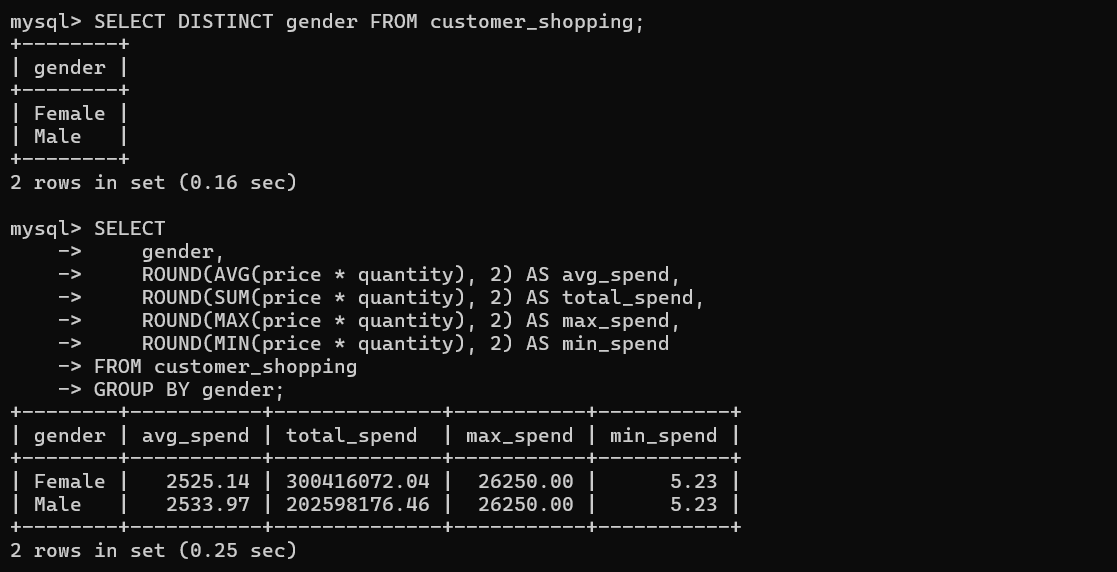 mysql> SELECT DISTINCT gender FROM customer_shopping;
+--------+
| gender |
+--------+
| Female |
| Male   |
+--------+
2 rows in set (0.16 sec)

mysql> SELECT
    ->     gender,
    ->     ROUND(AVG(price * quantity), 2) AS avg_spend,
    ->     ROUND(SUM(price * quantity), 2) AS total_spend,
    ->     ROUND(MAX(price * quantity), 2) AS max_spend,
    ->     ROUND(MIN(price * quantity), 2) AS min_spend
    -> FROM customer_shopping
    -> GROUP BY gender;
+--------+-----------+--------------+-----------+-----------+
| gender | avg_spend | total_spend  | max_spend | min_spend |
+--------+-----------+--------------+-----------+-----------+
| Female |   2525.14 | 300416072.04 |  26250.00 |      5.23 |
| Male   |   2533.97 | 202598176.46 |  26250.00 |      5.23 |
+--------+-----------+--------------+-----------+-----------+
2 rows in set (0.25 sec)